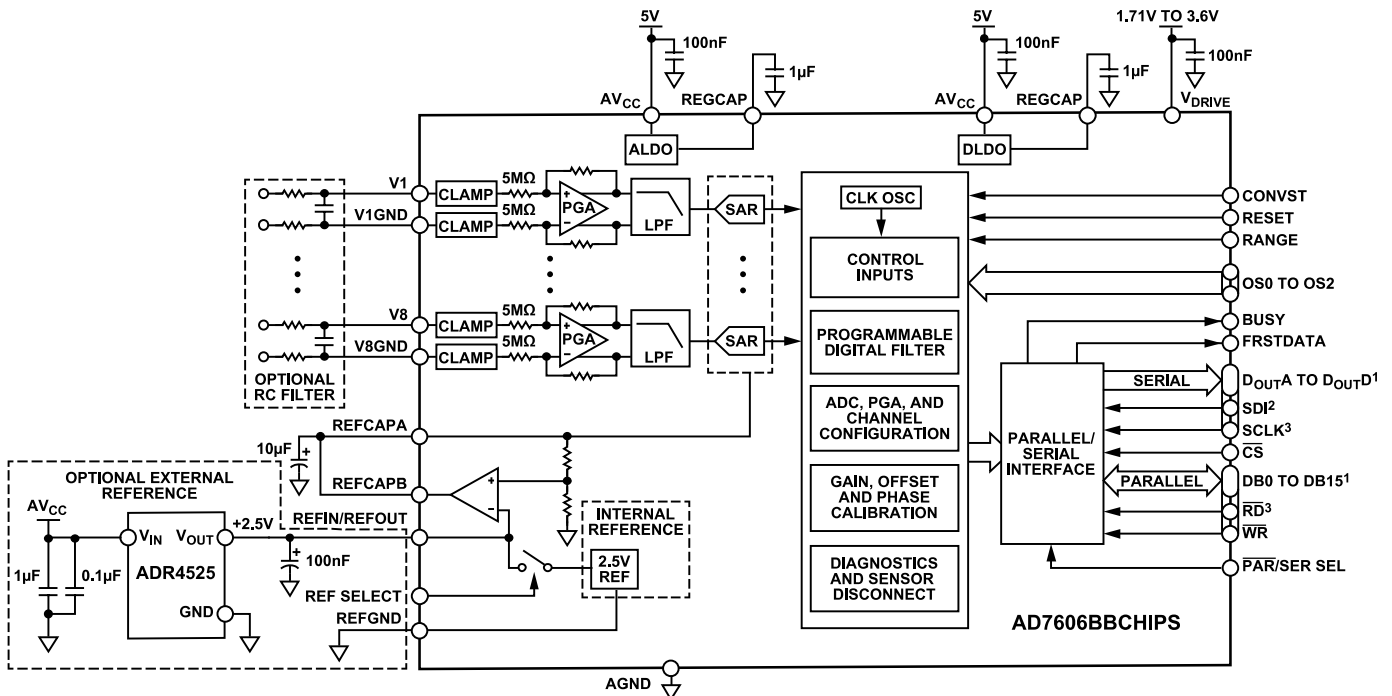 5V
100nF
1µF
AVCC
REGCAP
ALDO
5V
100nF
1µF
AVCC
REGCAP
DLDO
1.71V TO 3.6V
100nF
VDRIVE
V1
CLAMP
5MΩ
+
PGA
−
LPF
SAR
V1GND
CLAMP
5MΩ
V8
CLAMP
5MΩ
+
PGA
−
LPF
SAR
V8GND
CLAMP
5MΩ
OPTIONAL
RC FILTER
CLK OSC
CONTROL
INPUTS
PROGRAMMABLE
DIGITAL FILTER
ADC, PGA, AND
CHANNEL
CONFIGURATION
GAIN, OFFSET
AND PHASE
CALIBRATION
DIAGNOSTICS
AND SENSOR
DISCONNECT
CONVST
RESET
RANGE
OS0 TO OS2
BUSY
FRSTDATA
SERIAL
DOUTA TO DOUTD1
SDI2
SCLK3
CS
PARALLEL/
SERIAL
INTERFACE
PARALLEL
DB0 TO DB151
RD3
WR
PAR/SER SEL
REFCAPA
10µF
+
REFCAPB
+
−
OPTIONAL EXTERNAL
REFERENCE
REFIN/REFOUT
INTERNAL
REFERENCE
2.5V
REF
AVCC
VIN
VOUT
+2.5V
ADR4525
GND
1µF
0.1µF
+
100nF
REF SELECT
REFGND
AGND
AD7606BBCHIPS